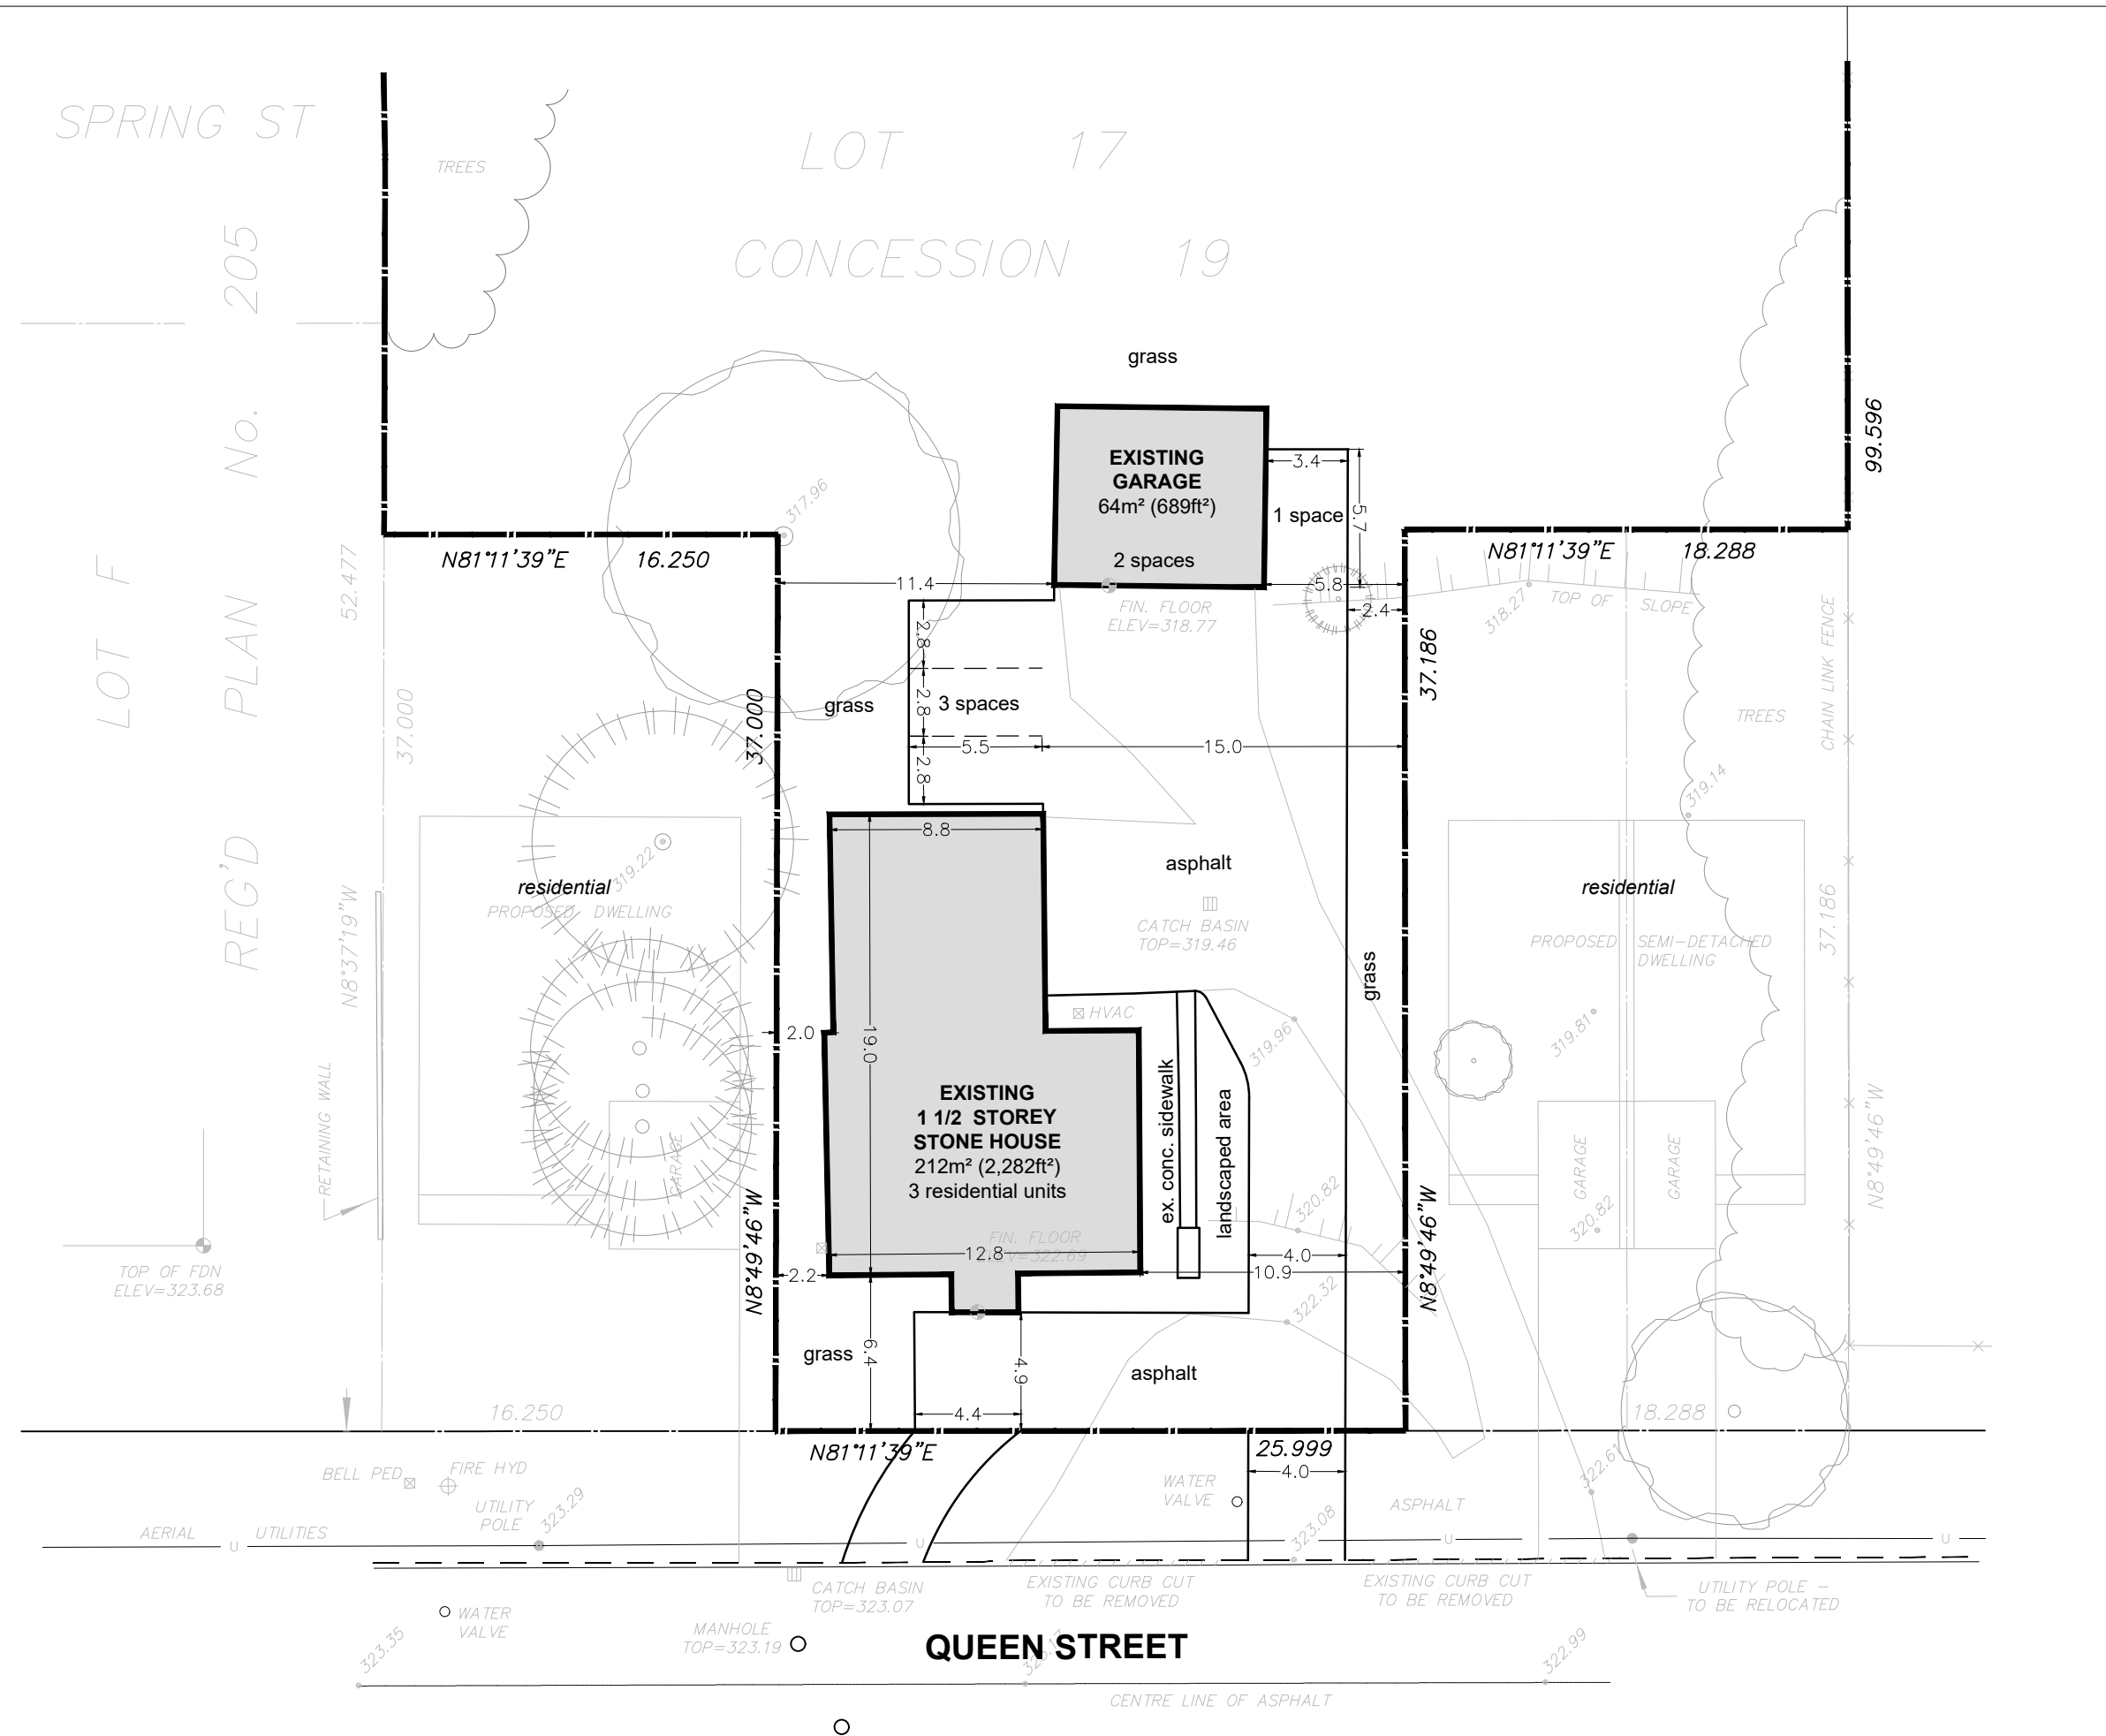 SPRING ST
TREES
LOT 17
CONCESSION 19
REG'D PLAN No. 205
LOT F
grass
99.596
EXISTING
GARAGE
64m² (689ft²)
2 spaces
3.4
1 space
5.7
317.96
N81°11'39"E 16.250
N81°11'39"E 18.288
52.477
11.4
5.8
2.4
FIN. FLOOR
ELEV=318.77
318.27
TOP OF SLOPE
CHAIN LINK FENCE
37.186
37.000
37.000
2.8
2.8
2.8
grass
3 spaces
5.5
15.0
TREES
319.14
8.8
asphalt
319.22
residential
PROPOSED DWELLING
residential
CATCH BASIN
TOP=319.46
PROPOSED SEMI-DETACHED
DWELLING
37.186
N8°37'19"W
grass
HVAC
2.0
19.0
319.96
319.81
RETAINING WALL
EXISTING
1 1/2 STOREY
STONE HOUSE
212m² (2,282ft²)
3 residential units
ex. conc. sidewalk
landscaped area
GARAGE
GARAGE
GARAGE
N8°49'46"W
N8°49'46"W
N8°49'46"W
320.82
320.82
FIN. FLOOR
ELEV=322.69
12.8
4.0
10.9
2.2
322.32
TOP OF FDN
ELEV=323.68
grass
6.4
4.9
asphalt
4.4
16.250
18.288
N81°11'39"E
25.999
4.0
BELL PED
FIRE HYD
UTILITY
POLE
323.29
WATER
VALVE
ASPHALT
322.61
323.08
AERIAL UTILITIES
U
U
U
U
CATCH BASIN
TOP=323.07
EXISTING CURB CUT
TO BE REMOVED
EXISTING CURB CUT
TO BE REMOVED
UTILITY POLE –
TO BE RELOCATED
WATER
VALVE
MANHOLE
TOP=323.19
QUEEN STREET
323.35
322.99
CENTRE LINE OF ASPHALT